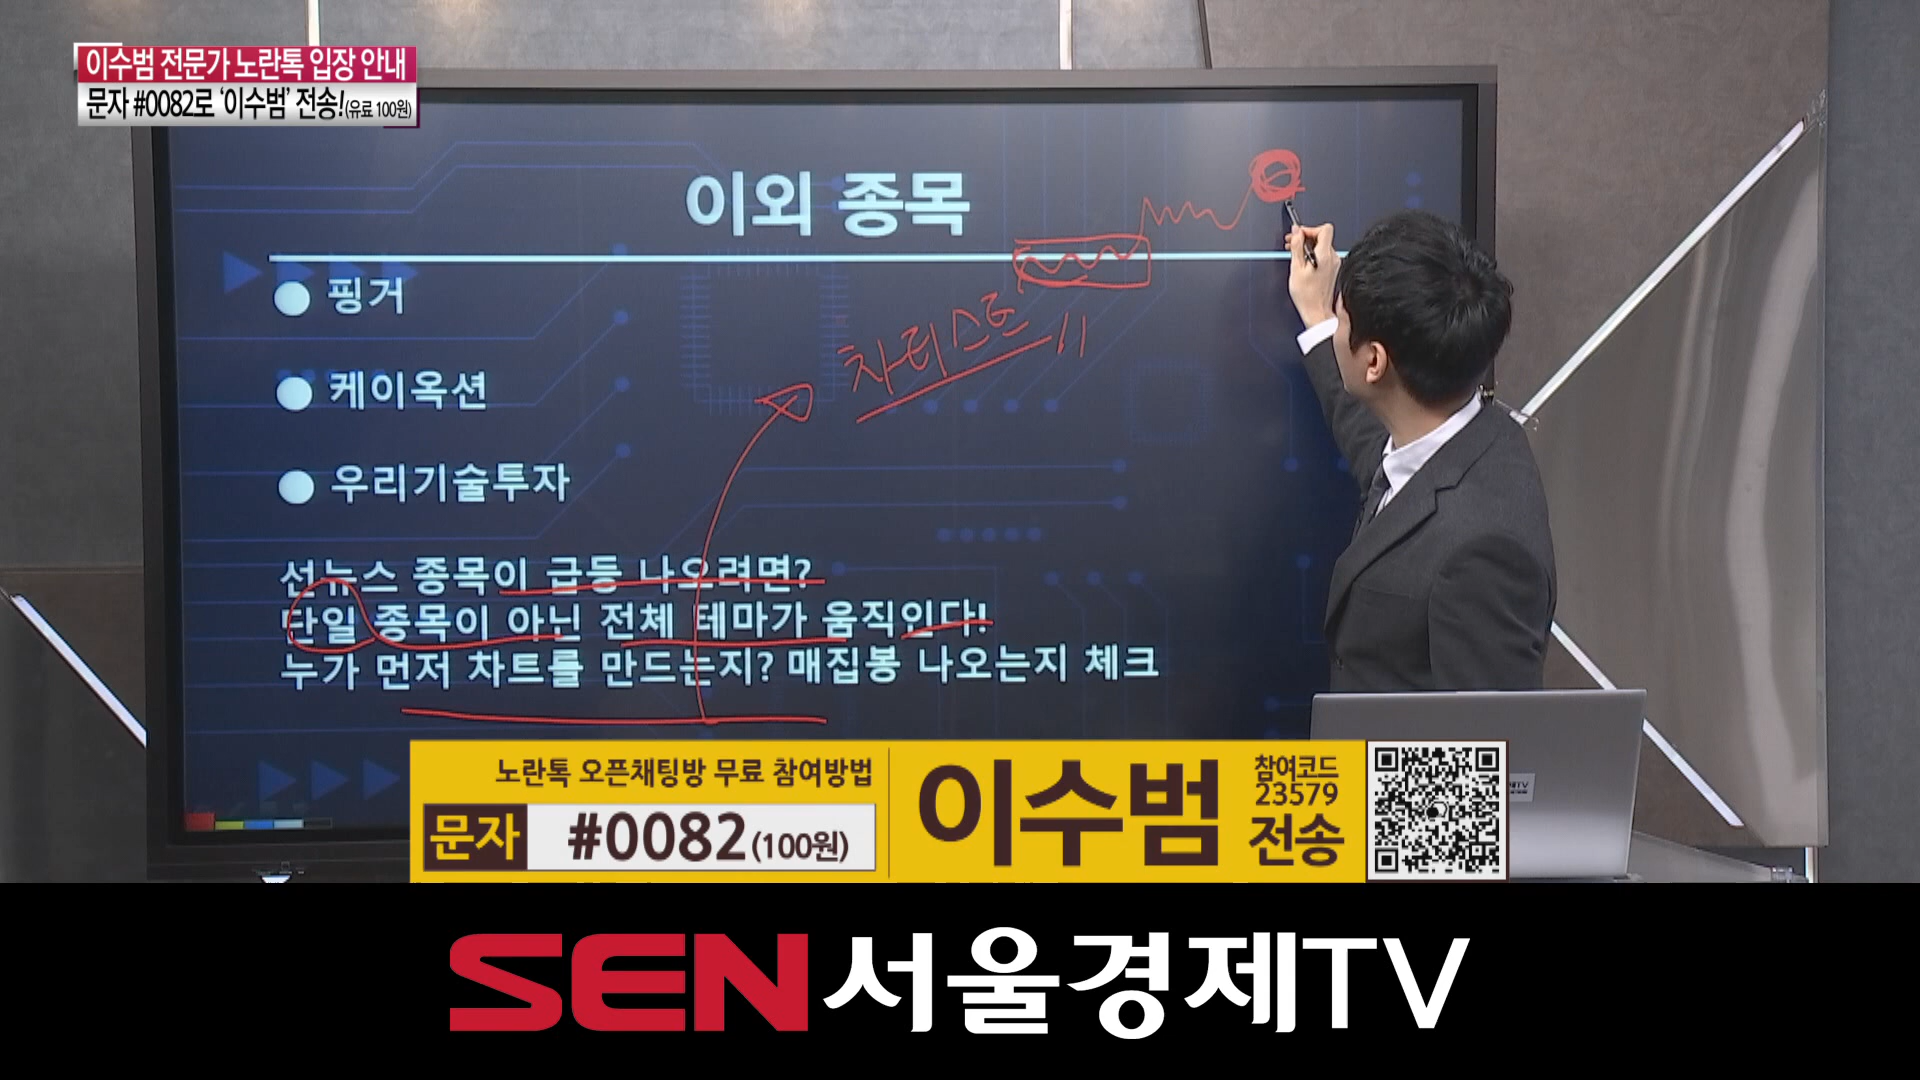 이수범 전문가 노란톡 입장 안내
문자 #0082로 ‘이수범’ 전송!(유료 100원)
이외 종목
● 핑거
● 케이옥션
● 우리기술투자
차티스트
선뉴스 종목이 급등 나오려면?
단일 종목이 아닌 전체 테마가 움직인다!
누가 먼저 차트를 만드는지? 매집봉 나오는지 체크
노란톡 오픈채팅방 무료 참여방법
문자 #0082(100원)
이수범
참여코드
23579
전송
TV
SEN서울경제TV